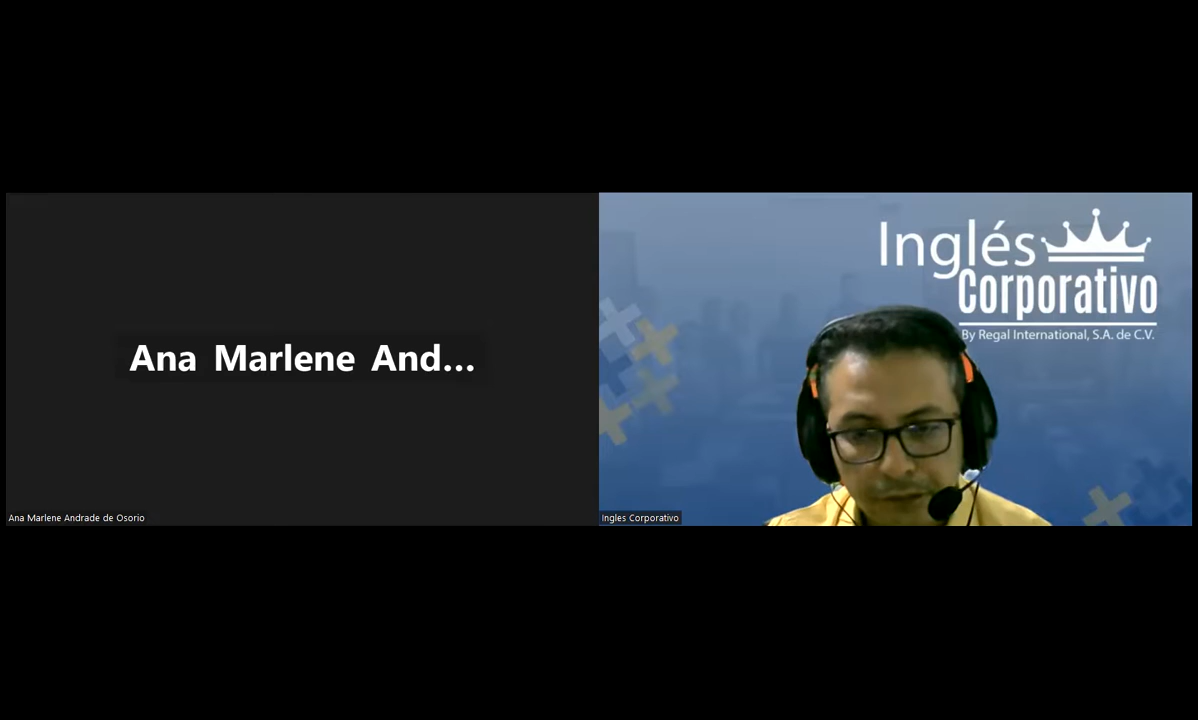 Ana Marlene And...
Ana Marlene Andrade de Osorio
Inglés
Corporativo
By Regal International, S.A. de C.V.
Ingles Corporativo